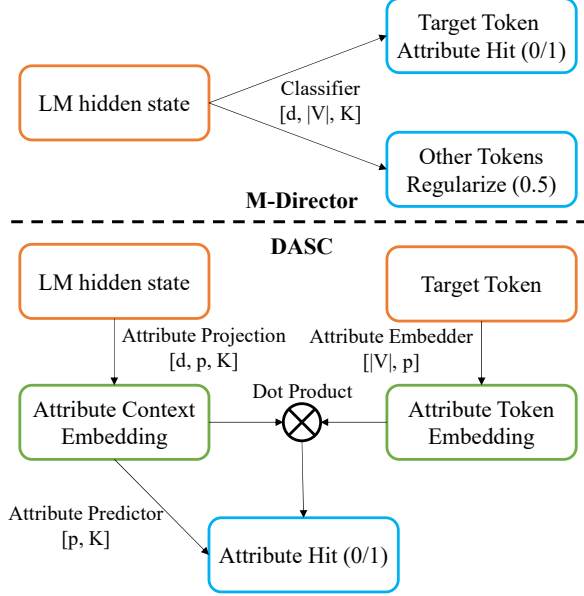 Target Token
Attribute Hit (0/1)
LM hidden state
Classifier
[d, |V|, K]
Other Tokens
Regularize (0.5)
M-Director
DASC
LM hidden state
Target Token
Attribute Projection
[d, p, K]
Attribute Embedder
[|V|, p]
Dot Product
Attribute Context
Embedding
Attribute Token
Embedding
Attribute Predictor
[p, K]
Attribute Hit (0/1)